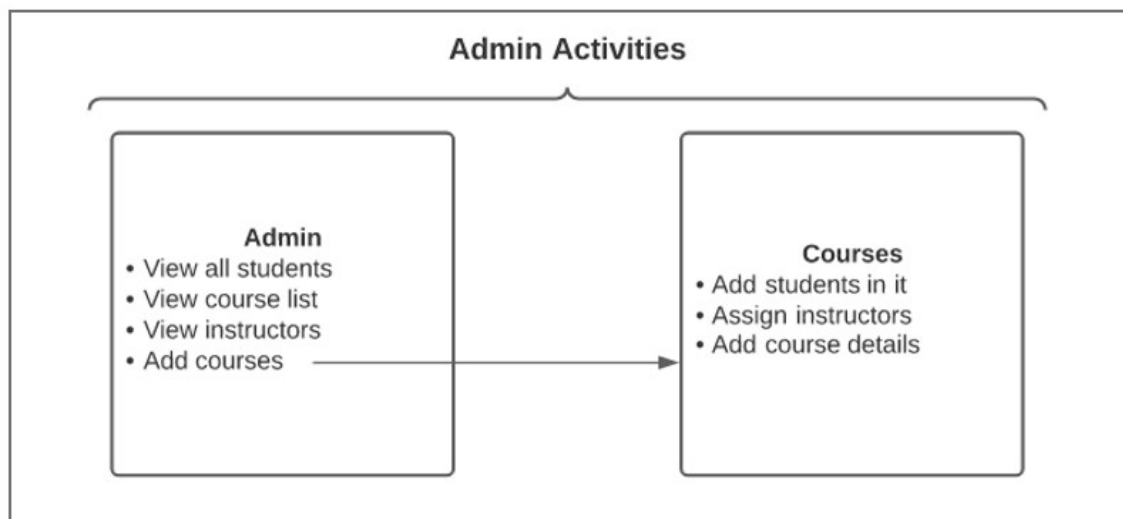 Admin Activities
Admin
• View all students
• View course list
• View instructors
• Add courses
Courses
• Add students in it
• Assign instructors
• Add course details